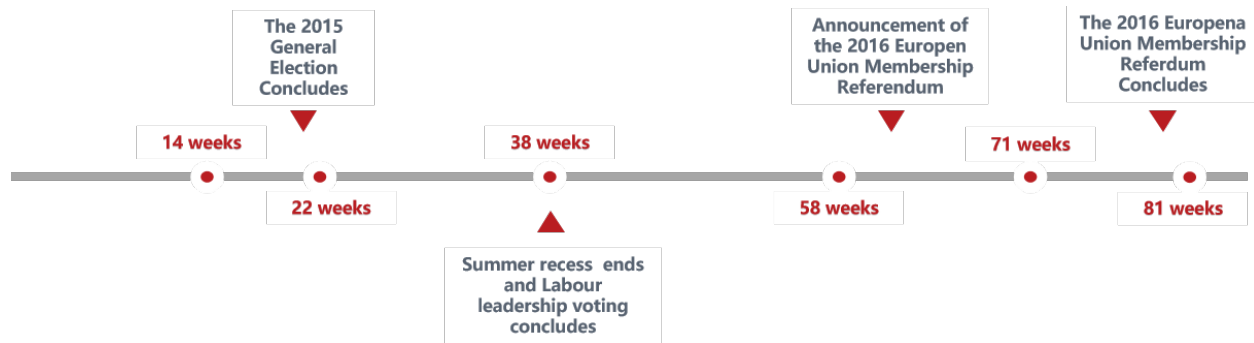 The 2015
General
Election
Concludes
Announcement of
the 2016 Europen
Union Membership
Referendum
The 2016 Europena
Union Membership
Referdum
Concludes
14 weeks
38 weeks
71 weeks
22 weeks
58 weeks
81 weeks
Summer recess ends
and Labour
leadership voting
concludes